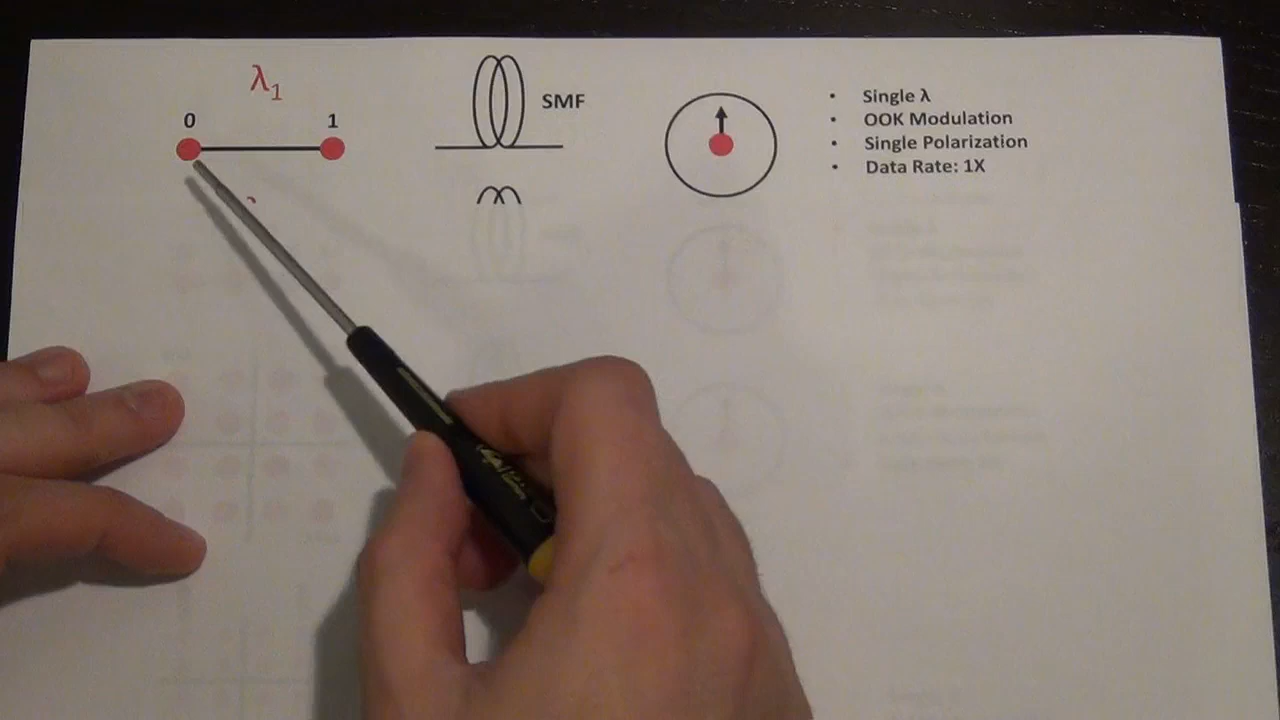 λ1
0 1
SMF
• Single λ
• OOK Modulation
• Single Polarization
• Data Rate: 1X